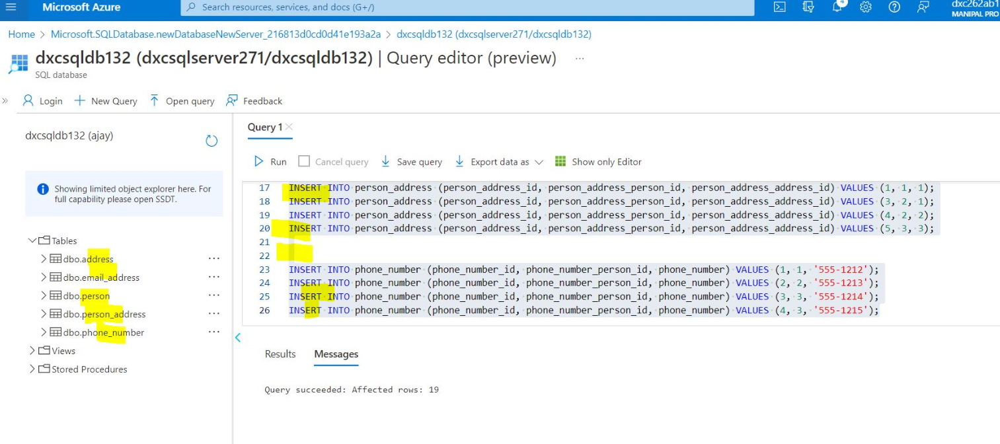 Microsoft Azure
Search resources, services, and docs (G+/)
4
dxc262ab1
MANIPAL PRO
Home > Microsoft.SQLDatabase.newDatabaseNewServer_216813d0cd0d41e193a2a > dxcsqldb132 (dxcsqlserver271/dxcsqldb132)
dxcsqldb132 (dxcsqlserver271/dxcsqldb132) | Query editor (preview) ...
SQL database
» Login New Query Open query Feedback
dxcsqldb132 (ajay)
Showing limited object explorer here. For
full capability please open SSDT.
Tables
dbo.address ...
dbo.email_address ...
dbo.person ...
dbo.person_address ...
dbo.phone_number ...
Views
Stored Procedures
Query 1
Run Cancel query Save query Export data as Show only Editor
17 INSERT INTO person_address (person_address_id, person_address_person_id, person_address_address_id) VALUES (1, 1, 1);
18 INSERT INTO person_address (person_address_id, person_address_person_id, person_address_address_id) VALUES (3, 2, 1);
19 INSERT INTO person_address (person_address_id, person_address_person_id, person_address_address_id) VALUES (4, 2, 2);
20 INSERT INTO person_address (person_address_id, person_address_person_id, person_address_address_id) VALUES (5, 3, 3);
21
22
23 INSERT INTO phone_number (phone_number_id, phone_number_person_id, phone_number) VALUES (1, 1, '555-1212');
24 INSERT INTO phone_number (phone_number_id, phone_number_person_id, phone_number) VALUES (2, 2, '555-1213');
25 INSERT INTO phone_number (phone_number_id, phone_number_person_id, phone_number) VALUES (3, 3, '555-1214');
26 INSERT INTO phone_number (phone_number_id, phone_number_person_id, phone_number) VALUES (4, 3, '555-1215');
Results Messages
Query succeeded: Affected rows: 19